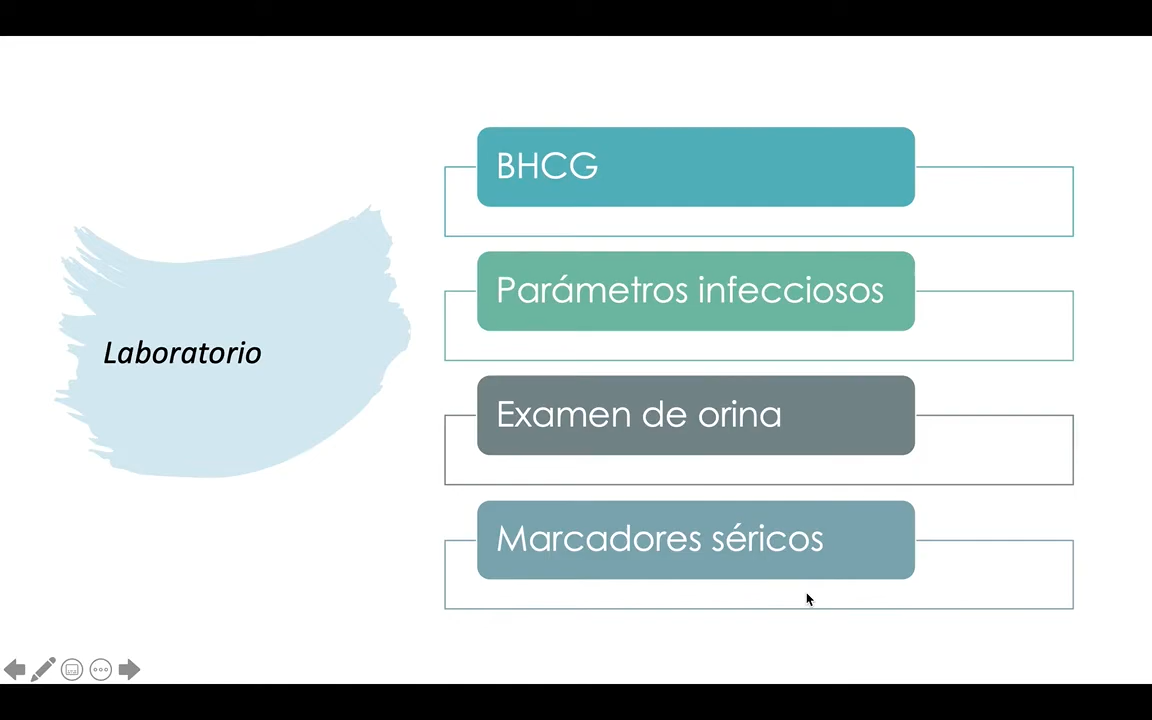 Laboratorio
BHCG
Parámetros infecciosos
Examen de orina
Marcadores séricos